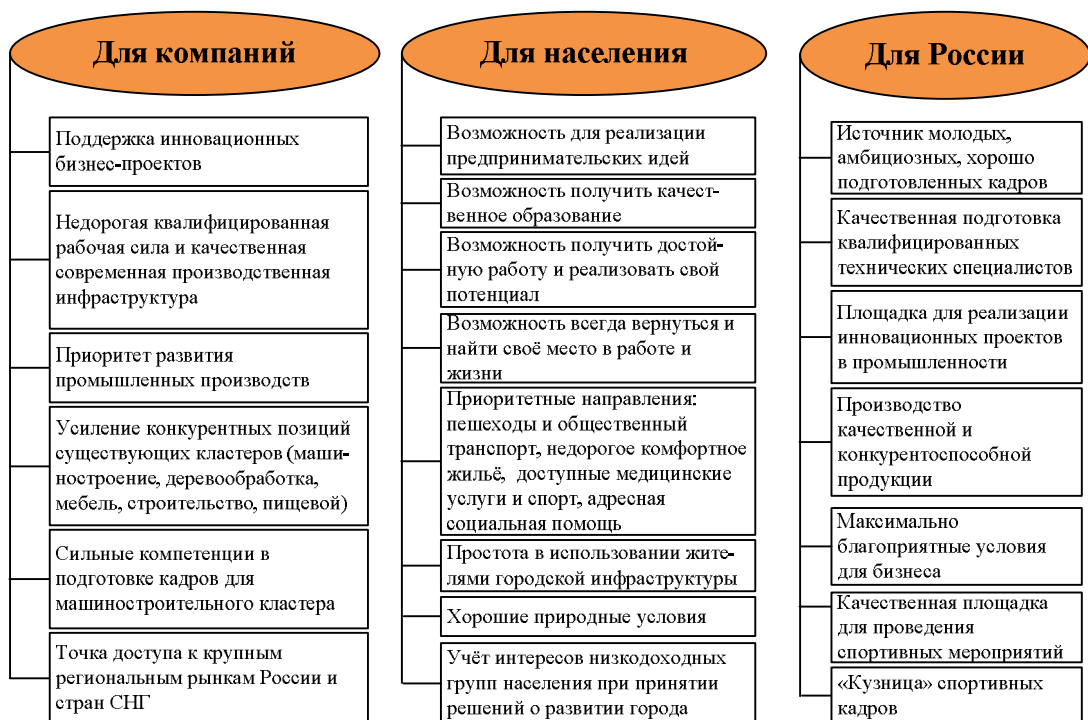 Для компаний
Поддержка инновационных
бизнес-проектов
Недорогая квалифицированная
рабочая сила и качественная
современная производственная
инфраструктура
Приоритет развития
промышленных производств
Усиление конкурентных позиций
существующих кластеров (маши-
ностроение, деревообработка,
мебель, строительство, пищевой)
Сильные компетенции в
подготовке кадров для
машиностроительного кластера
Точка доступа к крупным
региональным рынкам России и
стран СНГ
Для населения
Возможность для реализации
предпринимательских идей
Возможность получить качест-
венное образование
Возможность получить достой-
ную работу и реализовать свой
потенциал
Возможность всегда вернуться и
найти своё место в работе и
жизни
Приоритетные направления:
пешеходы и общественный
транспорт, недорогое комфортное
жильё, доступные медицинские
услуги и спорт, адресная
социальная помощь
Простота в использовании жите-
лями городской инфраструктуры
Хорошие природные условия
Учёт интересов низкодоходных
групп населения при принятии
решений о развитии города
Для России
Источник молодых,
амбициозных, хорошо
подготовленных кадров
Качественная подготовка
квалифицированных
технических специалистов
Площадка для реализации
инновационных проектов
в промышленности
Производство
качественной и
конкурентоспособной
продукции
Максимально
благоприятные условия
для бизнеса
Качественная площадка
для проведения
спортивных мероприятий
«Кузница» спортивных
кадров